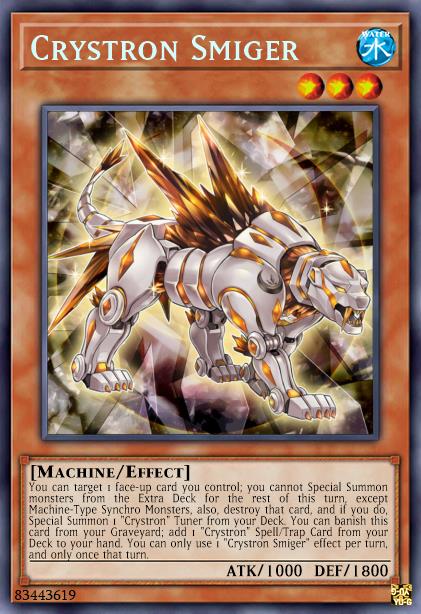 Crystron Smiger
WATER
水
[Machine/Effect]
You can target 1 face-up card you control; you cannot Special Summon
monsters from the Extra Deck for the rest of this turn, except
Machine-Type Synchro Monsters, also, destroy that card, and if you do,
Special Summon 1 "Crystron" Tuner from your Deck. You can banish
this card from your Graveyard; add 1 "Crystron" Spell/Trap Card from your
Deck to your hand. You can only use 1 "Crystron Smiger" effect per turn,
and only once that turn.
ATK/1000 DEF/1800
83443619